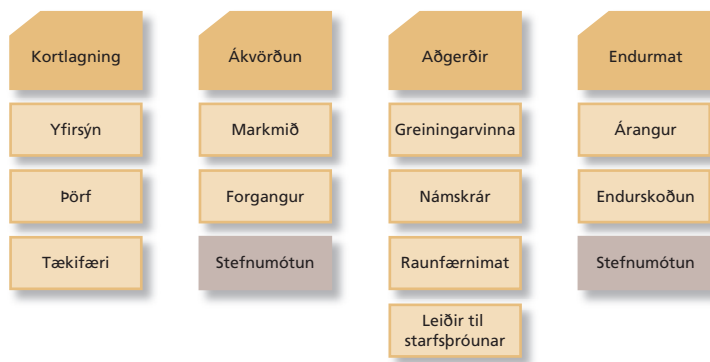 Kortlagning
Yfirsýn
Þörf
Tækifæri
Ákvörðun
Markmið
Forgangur
Stefnumótun
Aðgerðir
Greiningarvinna
Námskrár
Raunfærnimat
Leiðir til
starfsþróunar
Endurmat
Árangur
Endurskoðun
Stefnumótun